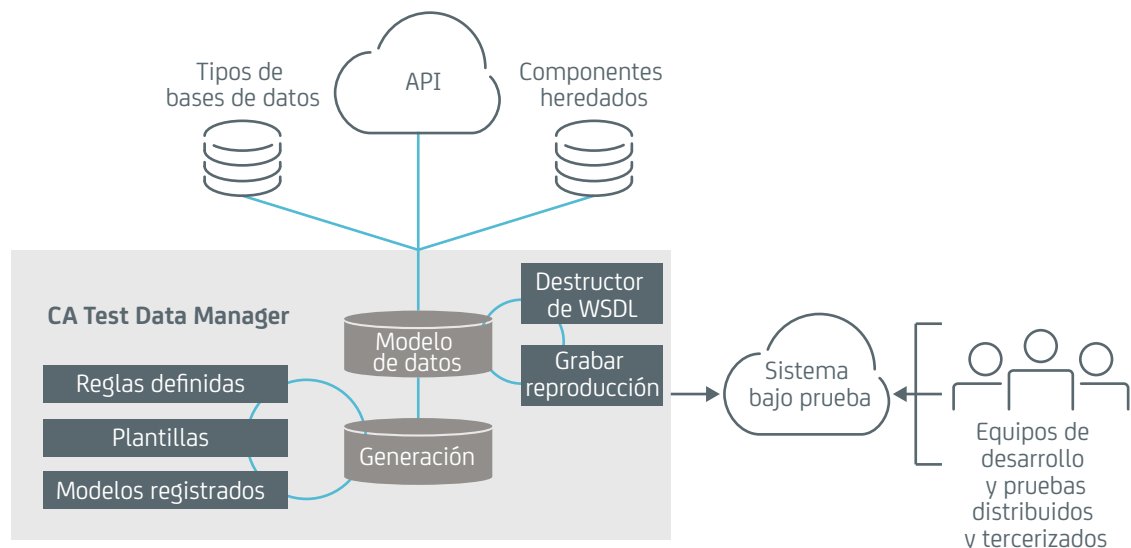 Tipos de
bases de datos
API
Componentes
heredados
CA Test Data Manager
Destructor
de WSDL
Modelo
de datos
Grabar
reproducción
Reglas definidas
Plantillas
Modelos registrados
Generación
Sistema
bajo prueba
Equipos de
desarrollo
y pruebas
distribuidos
y tercerizados